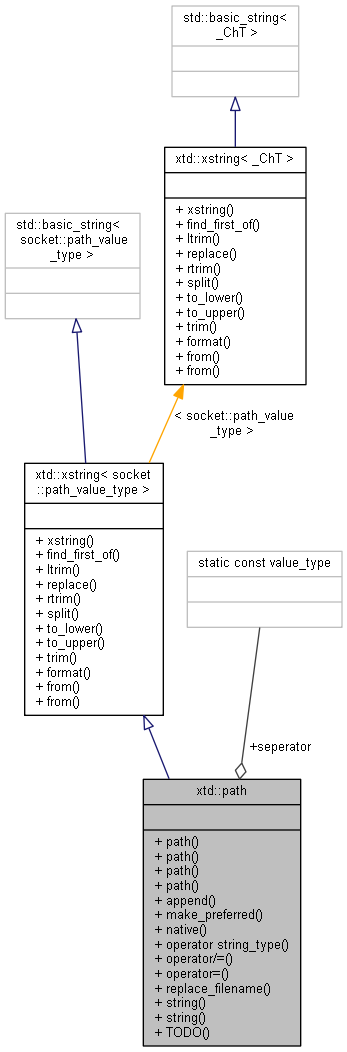 std::basic_string<
_ChT >
xtd::xstring< _ChT >
+ xstring()
+ find_first_of()
+ ltrim()
+ replace()
+ rtrim()
+ split()
+ to_lower()
+ to_upper()
+ trim()
+ format()
+ from()
+ from()
std::basic_string<
socket::path_value
_type >
< socket::path_value
_type >
xtd::xstring< socket
::path_value_type >
+ xstring()
+ find_first_of()
+ ltrim()
+ replace()
+ rtrim()
+ split()
+ to_lower()
+ to_upper()
+ trim()
+ format()
+ from()
+ from()
static const value_type
+seperator
xtd::path
+ path()
+ path()
+ path()
+ path()
+ append()
+ make_preferred()
+ native()
+ operator string_type()
+ operator/=()
+ operator=()
+ replace_filename()
+ string()
+ string()
+ TODO()